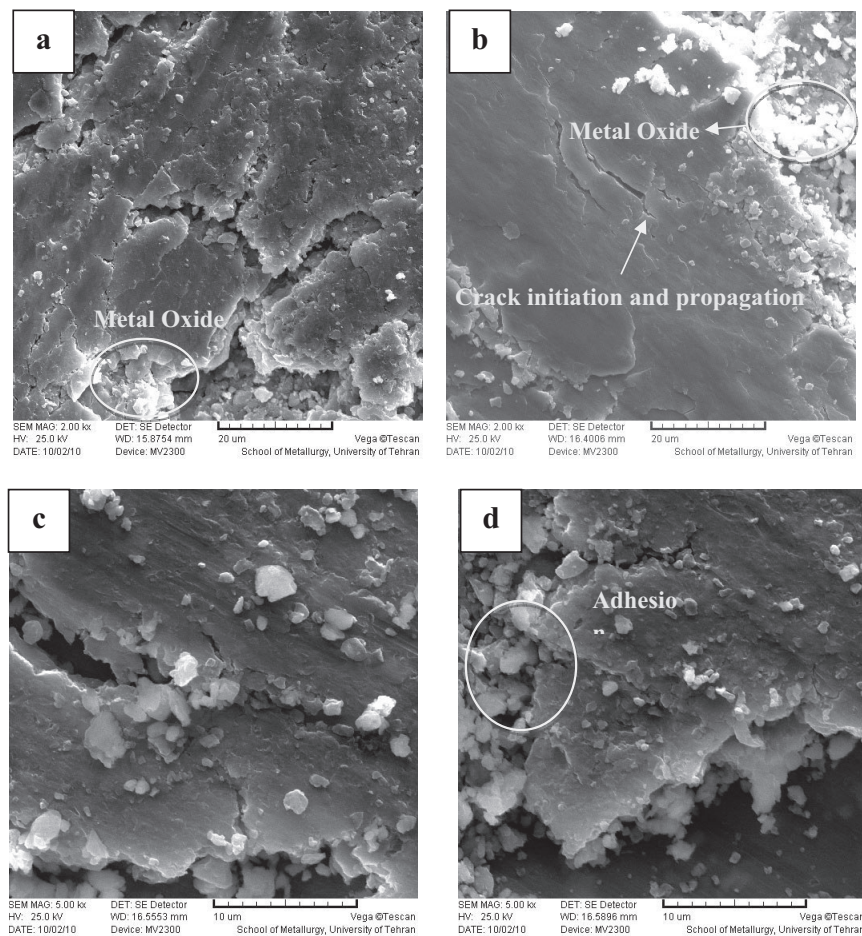 a
Metal Oxide
SEM MAG: 2.00 kx DET: SE Detector
HV: 25.0 kV WD: 15.8754 mm 20 um Vega ©Tescan
DATE: 10/02/10 Device: MV2300 School of Metallurgy, University of Tehran
b
Metal Oxide
Crack initiation and propagation
SEM MAG: 2.00 kx DET: SE Detector
HV: 25.0 kV WD: 16.4006 mm 20 um Vega ©Tescan
DATE: 10/02/10 Device: MV2300 School of Metallurgy, University of Tehran
c
SEM MAG: 5.00 kx DET: SE Detector
HV: 25.0 kV WD: 16.5553 mm 10 um Vega ©Tescan
DATE: 10/02/10 Device: MV2300 School of Metallurgy, University of Tehran
d
Adhesio
n
SEM MAG: 5.00 kx DET: SE Detector
HV: 25.0 kV WD: 16.5896 mm 10 um Vega ©Tescan
DATE: 10/02/10 Device: MV2300 School of Metallurgy, University of Tehran